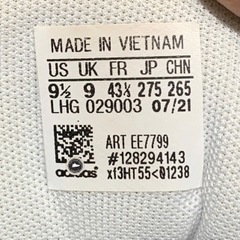 MADE IN VIETNAM
US UK FR JP CHN
9½ 9 43⅓ 275 265
LHG 029003 07/21
ART EE7799
#128294143
adidas x13HT55<01238